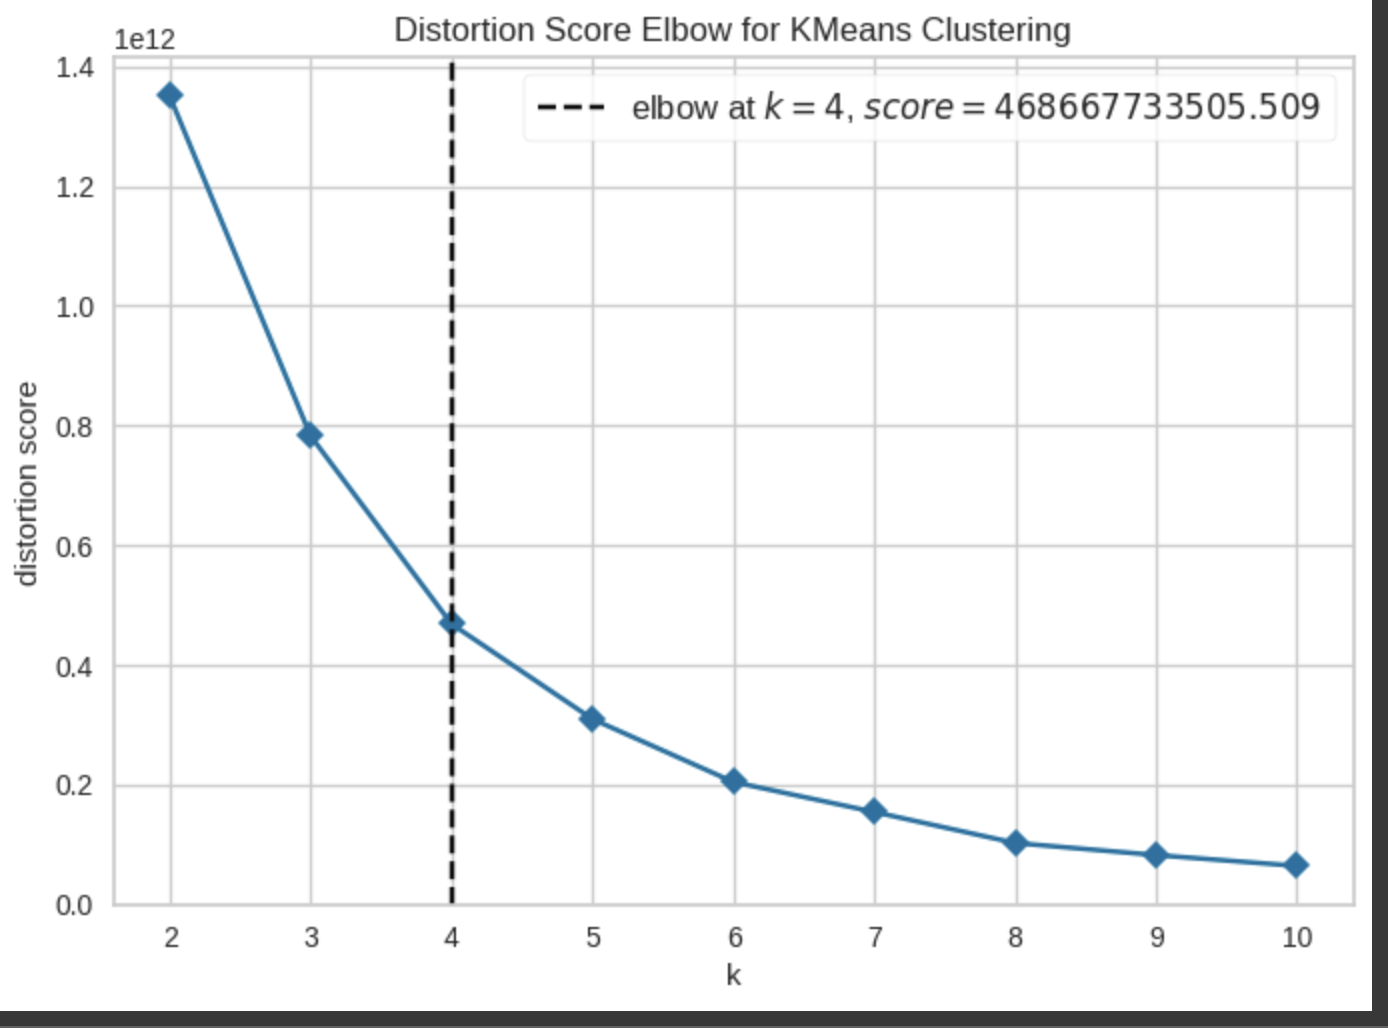 Distortion Score Elbow for KMeans Clustering
1e12
elbow at k = 4, score = 468667733505.509
1.4
1.2
1.0
0.8
0.6
0.4
0.2
0.0
distortion score
2 3 4 5 6 7 8 9 10
k